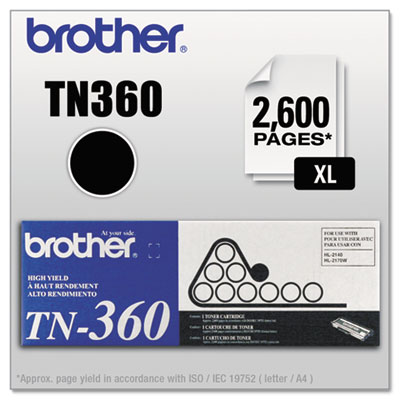 brother®
TN360
2,600
PAGES*
XL
At your side.
brother®
HIGH YIELD
À HAUT RENDEMENT
ALTO RENDIMIENTO
TN-360
FOR USE WITH
POUR UTILISER AVEC
PARA USAR CON
HL-2140
HL-2170W
CONTENTS:
1 TONER CARTRIDGE
1 CARTOUCHE DE TONER
1 CARTUCHO DE TONER
*Approx. page yield in accordance with ISO / IEC 19752 ( letter / A4 )